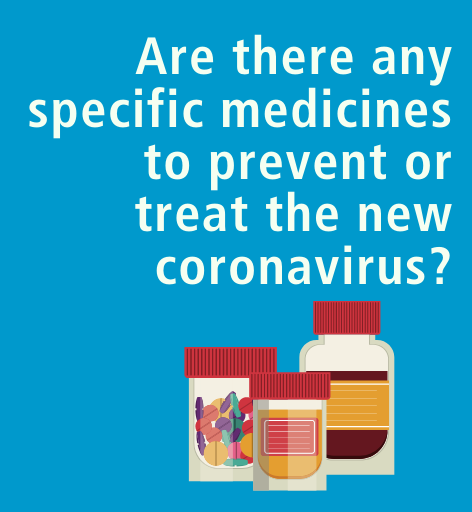 Are there any
specific medicines
to prevent or
treat the new
coronavirus?